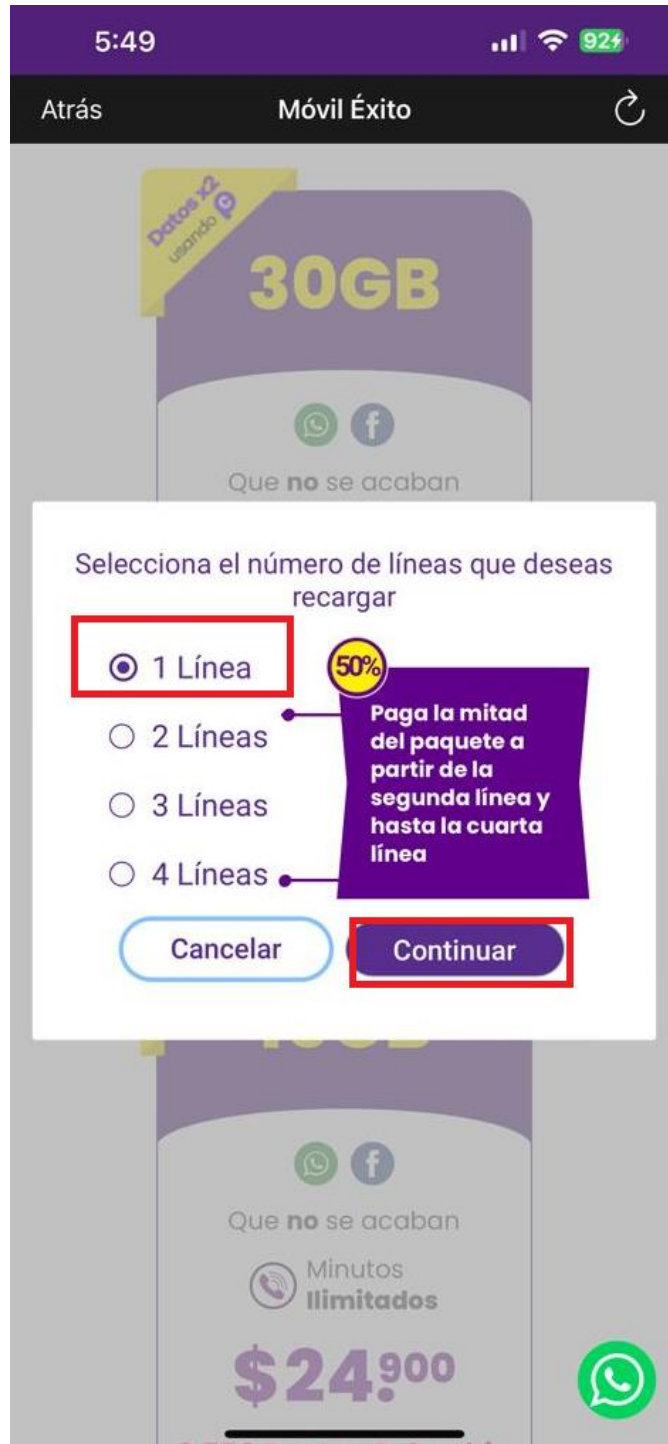 5:49
92
Atrás
Móvil Éxito
Datos x2
usando
30GB
Que no se acaban
Selecciona el número de líneas que deseas
recargar
1 Línea
2 Líneas
3 Líneas
4 Líneas
50%
Paga la mitad
del paquete a
partir de la
segunda línea y
hasta la cuarta
línea
Cancelar
Continuar
Que no se acaban
Minutos
Ilimitados
$24.900